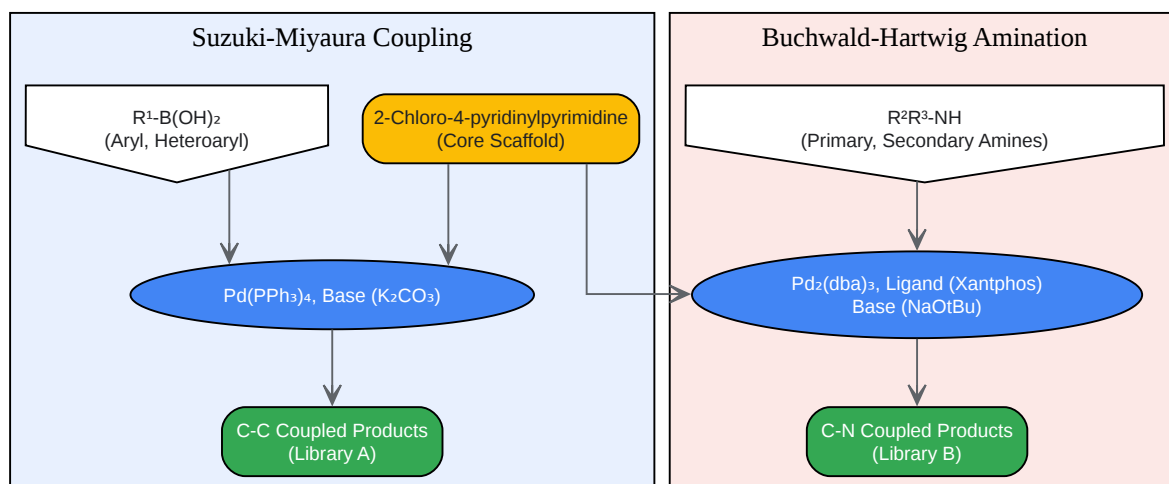 Suzuki-Miyaura Coupling
R¹-B(OH)₂
(Aryl, Heteroaryl)
2-Chloro-4-pyridinylpyrimidine
(Core Scaffold)
Pd(PPh₃)₄, Base (K₂CO₃)
C-C Coupled Products
(Library A)
Buchwald-Hartwig Amination
R²R³-NH
(Primary, Secondary Amines)
Pd₂(dba)₃, Ligand (Xantphos)
Base (NaOtBu)
C-N Coupled Products
(Library B)